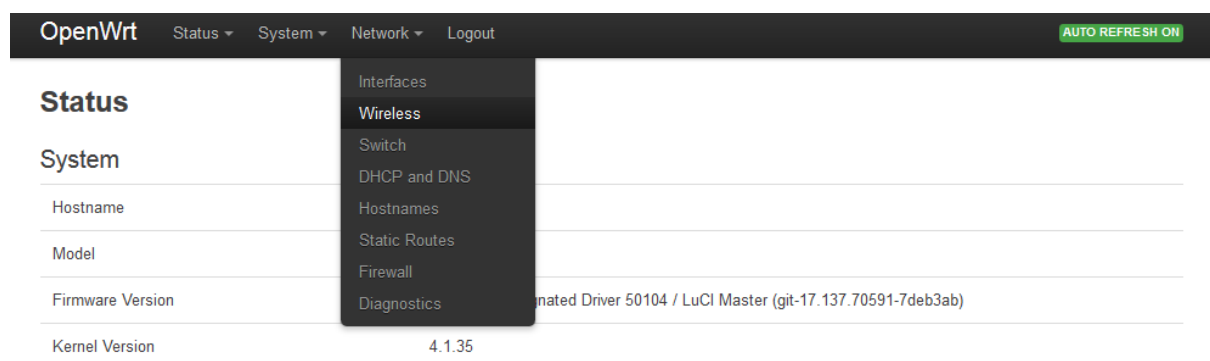 OpenWrt Status System Network Logout AUTO REFRESH ON
Interfaces
Wireless
Switch
DHCP and DNS
Hostnames
Static Routes
Firewall
Diagnostics
Status
System
Hostname
Model
Firmware Version Driver 50104 / LuCI Master (git-17.137.70591-7deb3ab)
Kernel Version 4.1.35